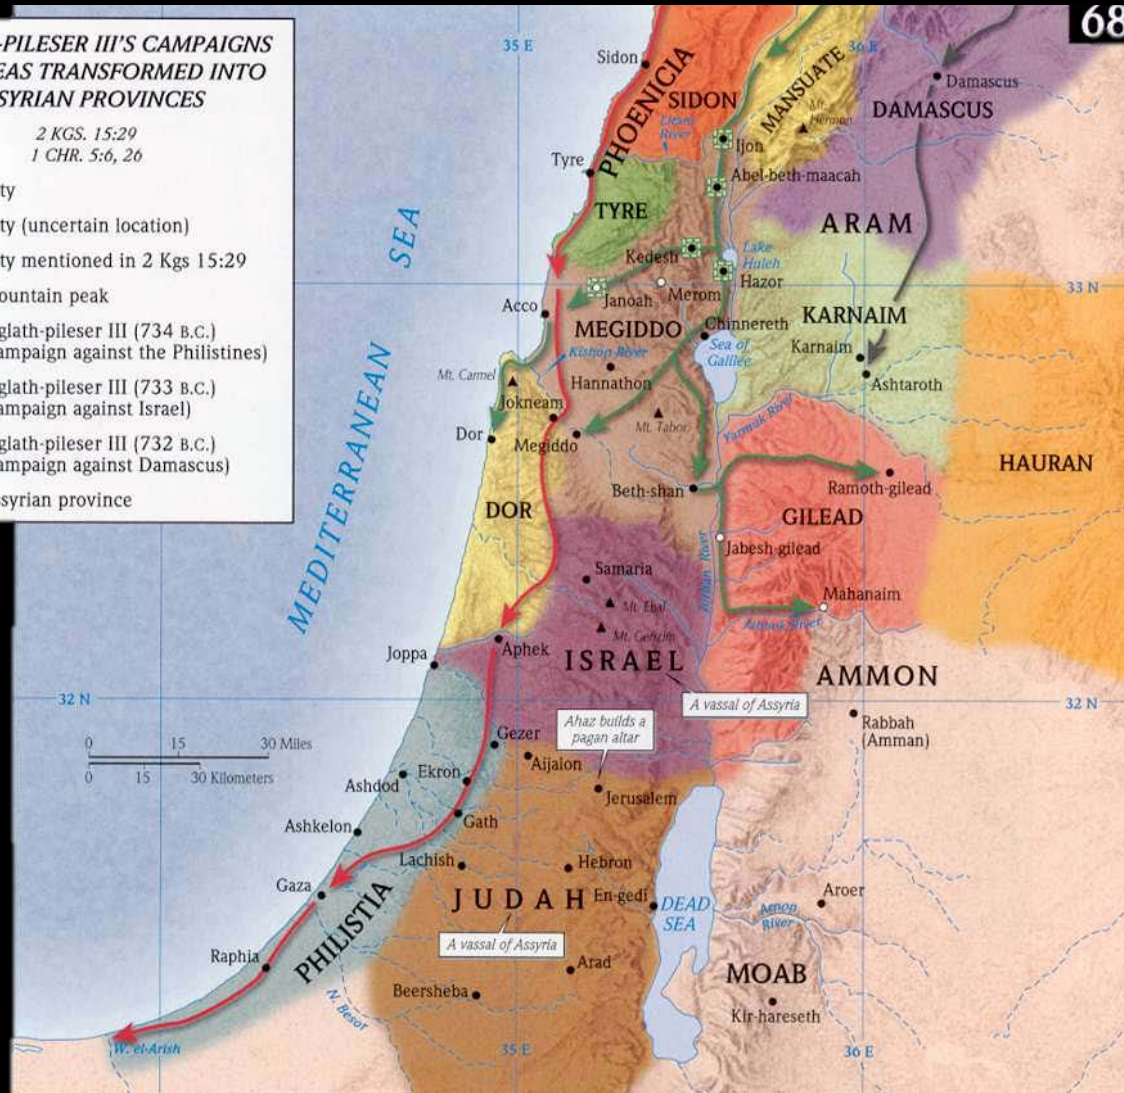 68
-PILESER III'S CAMPAIGNS
EAS TRANSFORMED INTO
SYRIAN PROVINCES
2 KGS. 15:29
1 CHR. 5:6, 26
ty
ty (uncertain location)
ty mentioned in 2 Kgs 15:29
ountain peak
glath-pileser III (734 B.C.)
ampaign against the Philistines)
glath-pileser III (733 B.C.)
ampaign against Israel)
glath-pileser III (732 B.C.)
ampaign against Damascus)
ssyrian province
35 E
36 E
Sidon
PHOENICIA
SIDON
Litani
River
MANSUATE
Mt.
Hermon
Damascus
DAMASCUS
Ijon
Tyre
Abel-beth-maacah
TYRE
ARAM
MEDITERRANEAN SEA
Kedesh
Lake
Huleh
Hazor
33 N
Janoah
Merom
Acco
MEGIDDO
Chinnereth
KARNAIM
Karnaim
Kishon River
Sea of
Galilee
Mt. Carmel
Hannathon
Ashtaroth
Jokneam
Mt. Tabor
Yarmuk River
Dor
Megiddo
HAURAN
Beth-shan
Ramoth-gilead
DOR
GILEAD
Jabesh gilead
Jordan River
Samaria
Mt. Ebal
Mahanaim
Mt. Gerizim
Jabbok River
Joppa
Aphek
ISRAEL
A vassal of Assyria
AMMON
32 N
32 N
Ahaz builds a
pagan altar
Rabbah
(Amman)
0 15 30 Miles
0 15 30 Kilometers
Gezer
Aijalon
Ashdod
Ekron
Jerusalem
Ashkelon
Gath
Lachish
Hebron
Gaza
JUDAH
En-gedi
DEAD
SEA
Aroer
Arnon
River
PHILISTIA
A vassal of Assyria
Raphia
Arad
MOAB
Beersheba
Kir-hareseth
N. Besor
W. el-Arish
35 E
36 E